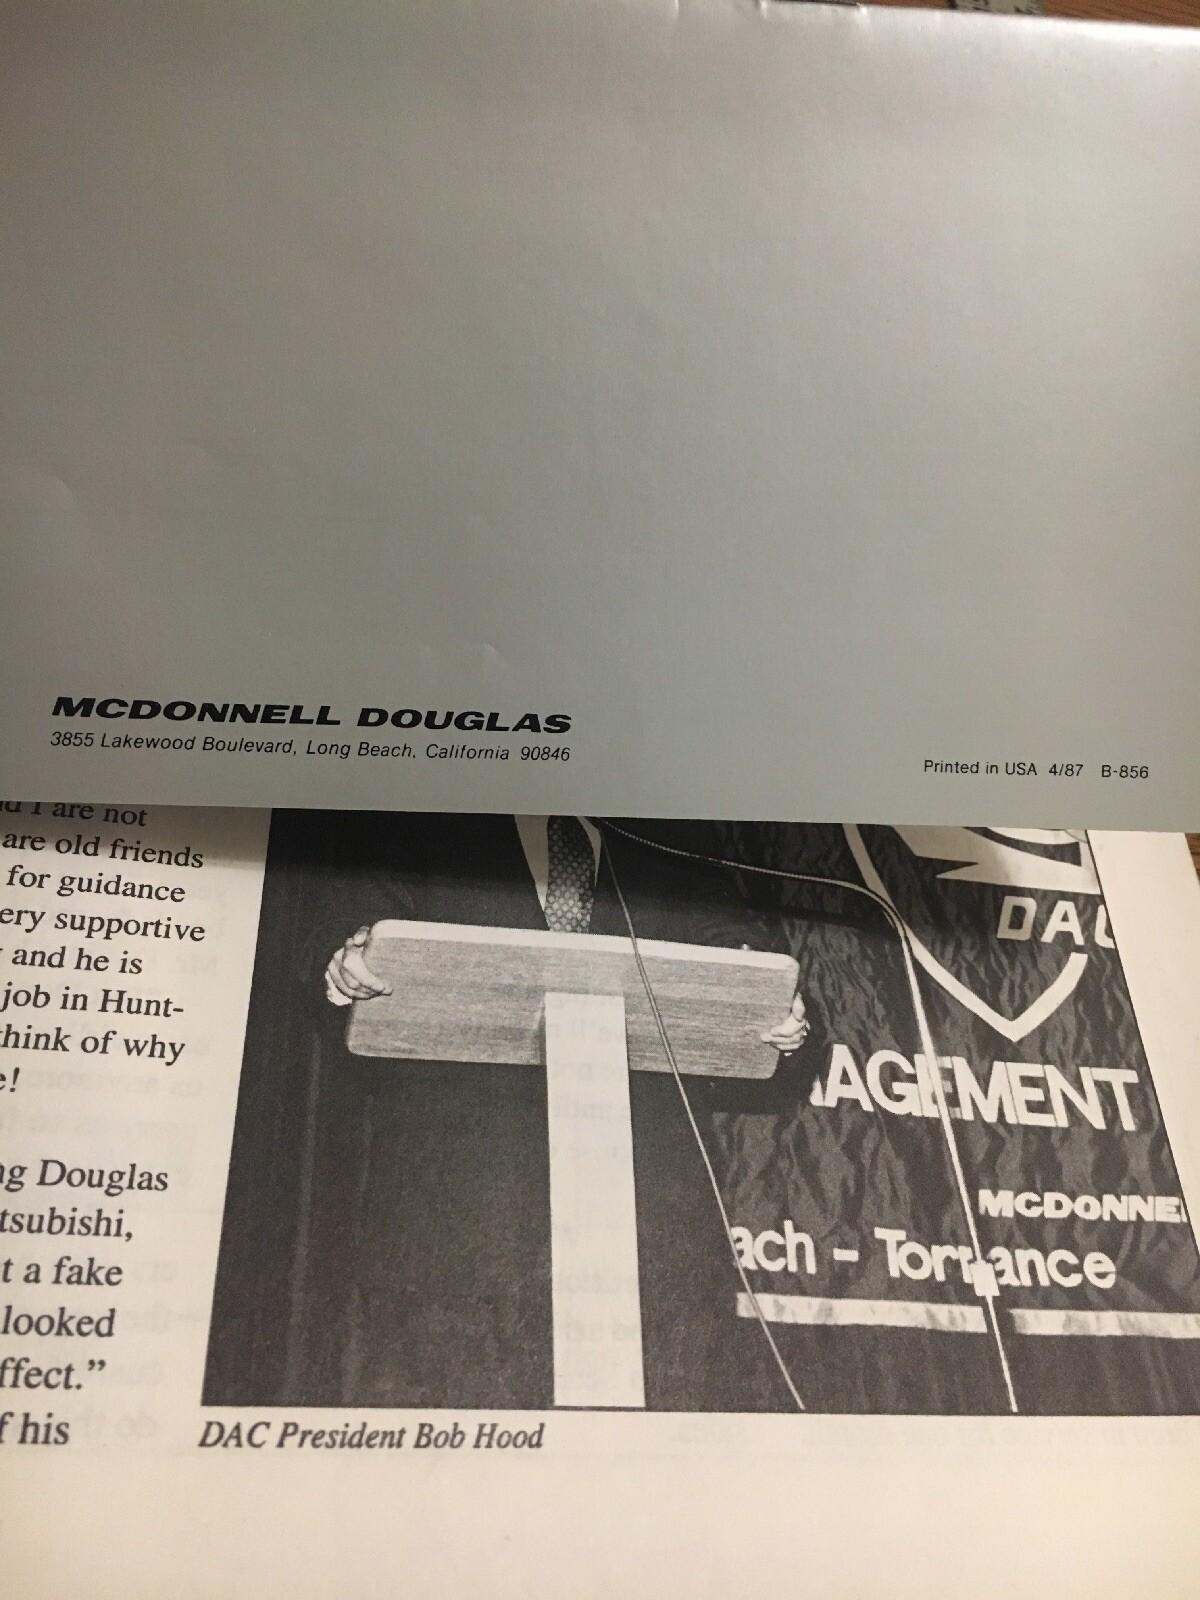 MCDONNELL DOUGLAS
3855 Lakewood Boulevard, Long Beach, California 90846
Printed in USA 4/87 B-856
I are not
are old friends
for guidance
ery supportive
and he is
job in Hunt-
think of why
e!
ng Douglas
tsubishi,
t a fake
looked
ffect.”
f his
DAC
AGEMENT
MCDONNE
ach - Torrance
DAC President Bob Hood